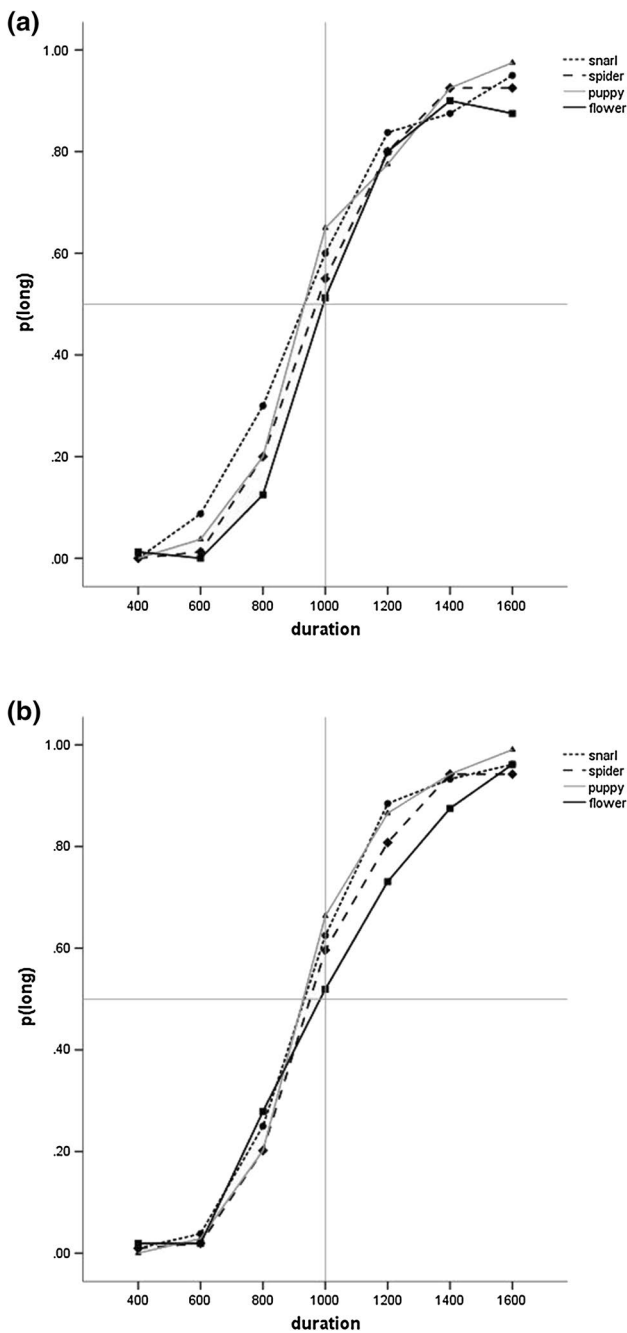 (a)
1.00
.80
.60
.40
.20
.00
p(long)
400 600 800 1000 1200 1400 1600
duration
snarl
spider
puppy
flower
(b)
1.00
.80
.60
.40
.20
.00
p(long)
400 600 800 1000 1200 1400 1600
duration
snarl
spider
puppy
flower